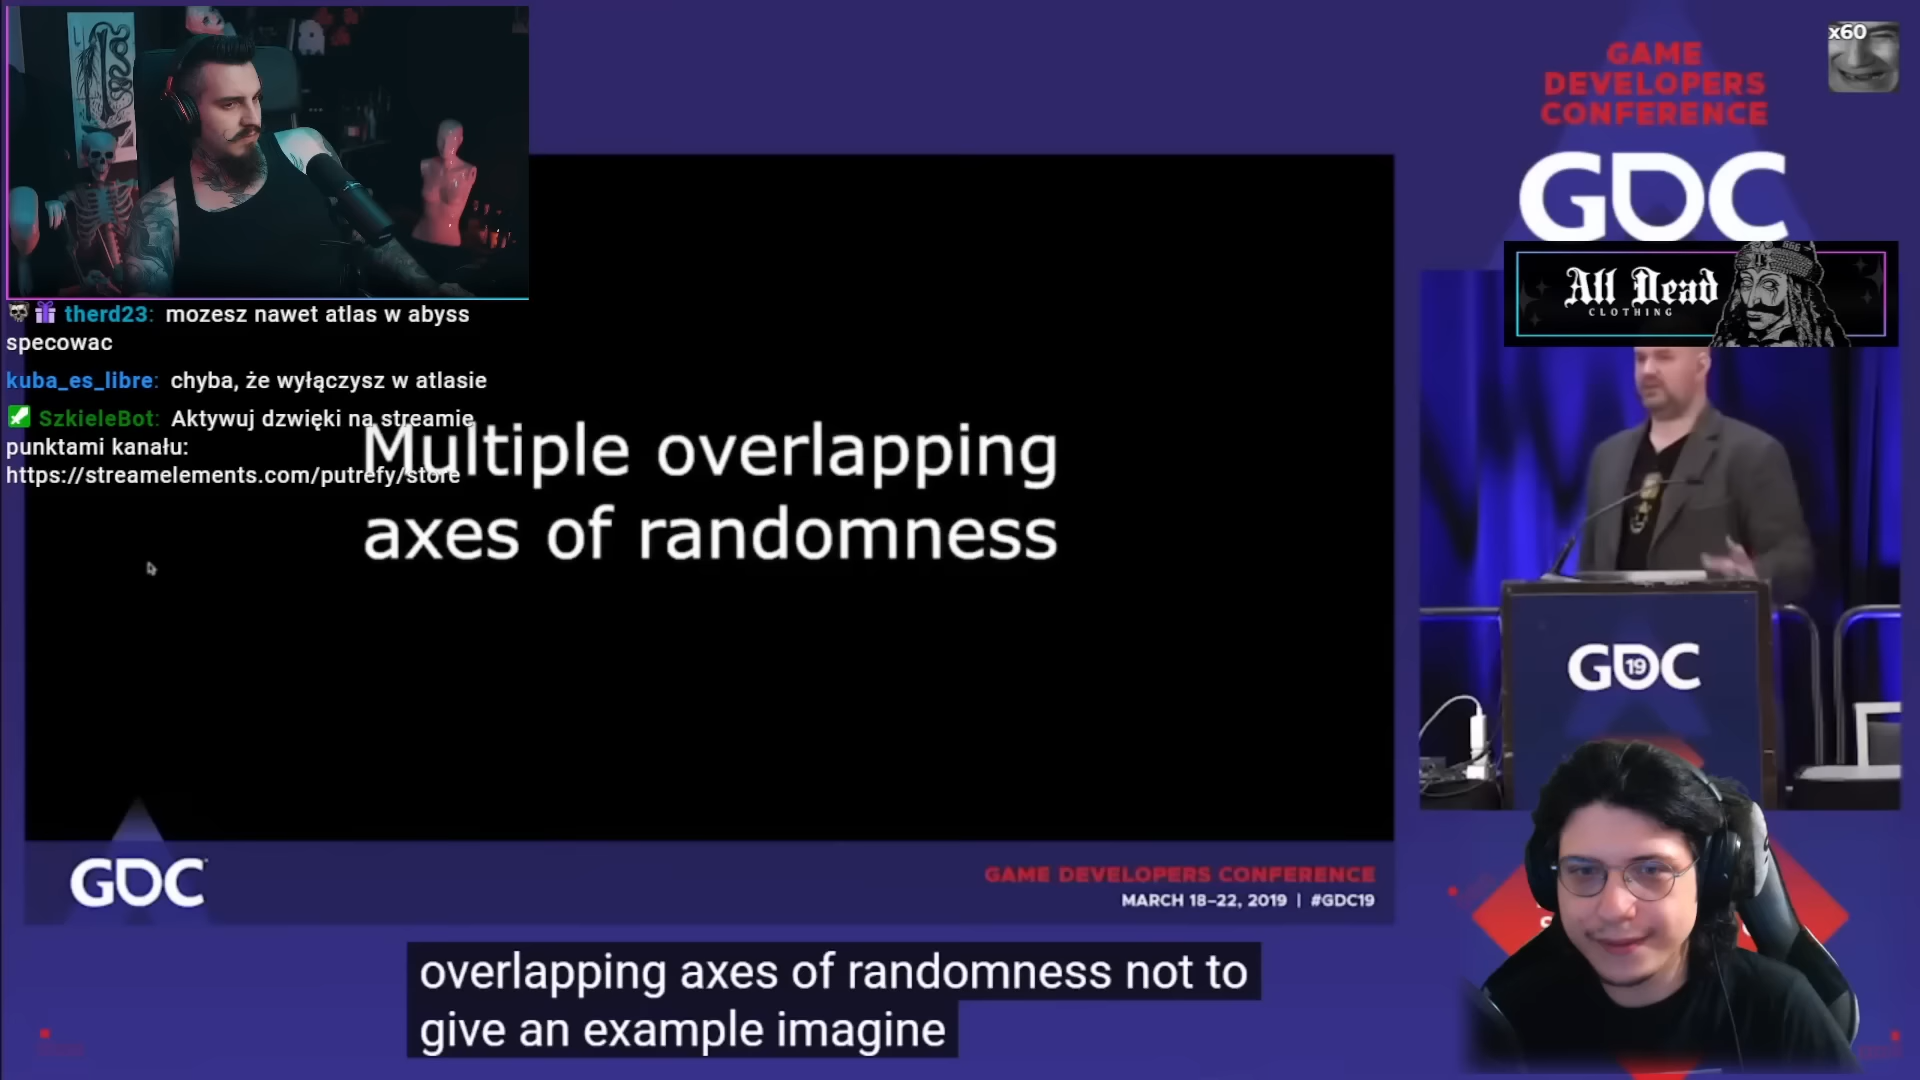 therd23: mozesz nawet atlas w abyss
specowac
kuba_es_libre: chyba, że wyłączysz w atlasie
SzkieleBot: Aktywuj dzwięki na streamie
punktami kanału:
https://streamelements.com/putrefy/store
Multiple overlapping
axes of randomness
GDC
GAME DEVELOPERS CONFERENCE
MARCH 18–22, 2019 | #GDC19
overlapping axes of randomness not to
give an example imagine
x60
GAME
DEVELOPERS
CONFERENCE
GDC
666
All Dead
CLOTHING
GDC
19